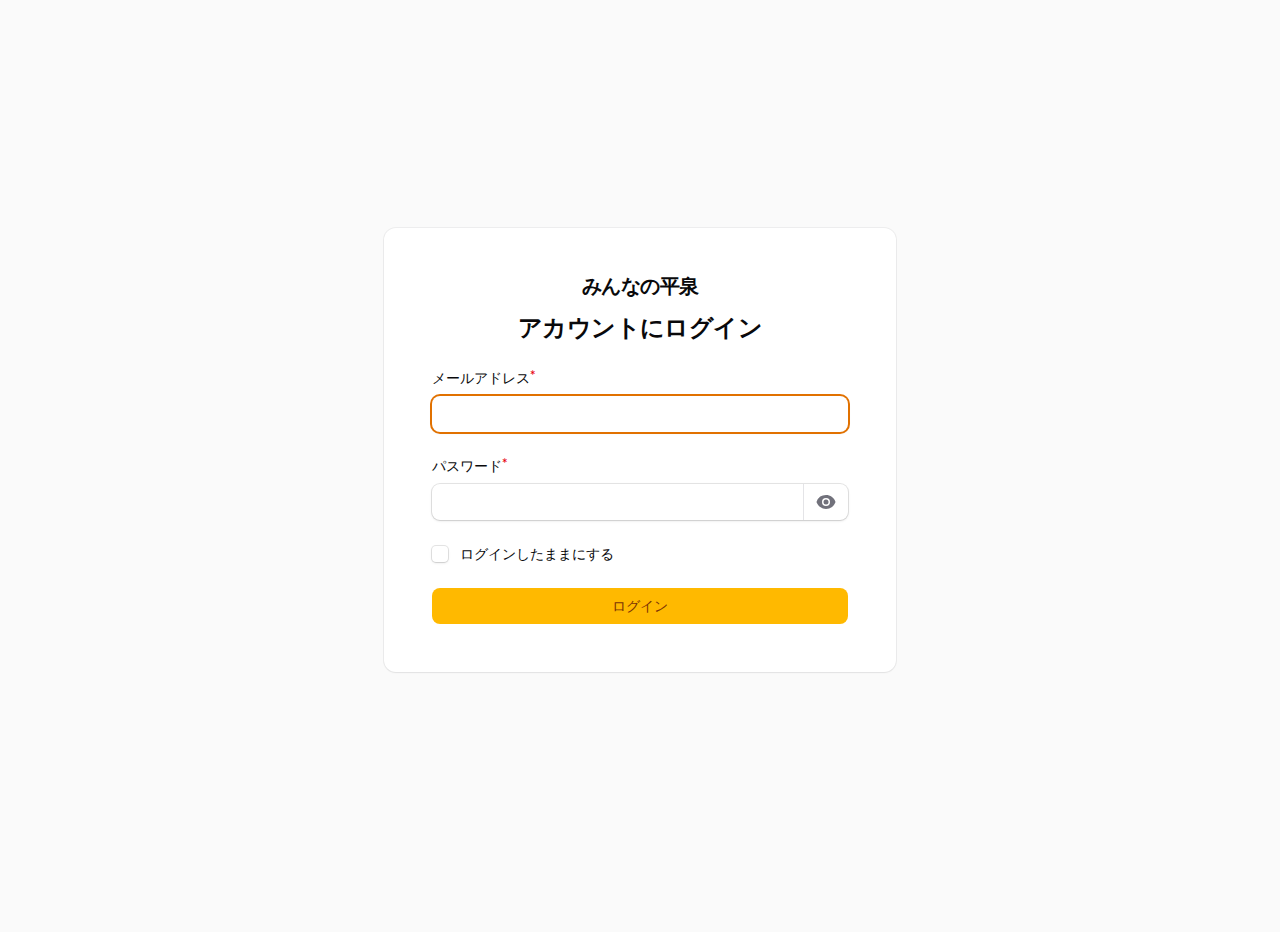 みんなの平泉
アカウントにログイン
メールアドレス*
パスワード*
ログインしたままにする
ログイン